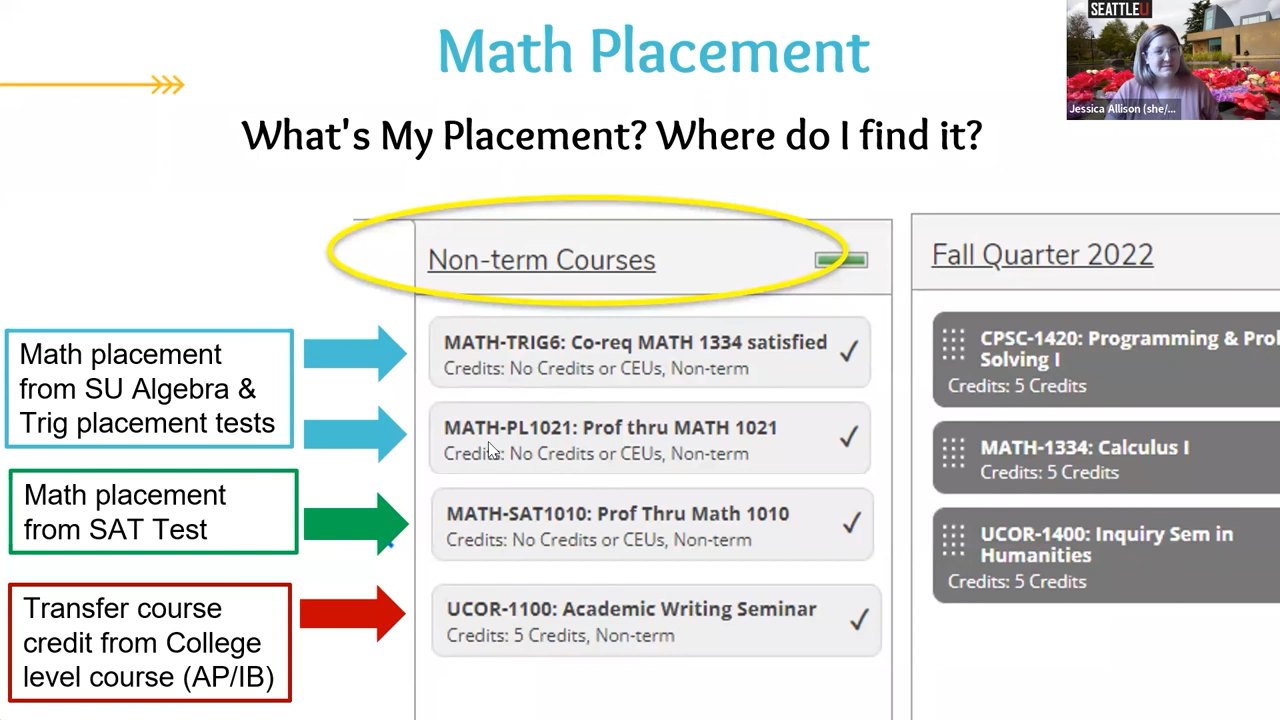 Math Placement
SEATTLEU
Jessica Allison (she/...
What's My Placement? Where do I find it?
Non-term Courses
Fall Quarter 2022
Math placement
from SU Algebra &
Trig placement tests
Math placement
from SAT Test
Transfer course
credit from College
level course (AP/IB)
MATH-TRIG6: Co-req MATH 1334 satisfied
Credits: No Credits or CEUs, Non-term
MATH-PL1021: Prof thru MATH 1021
Credits: No Credits or CEUs, Non-term
MATH-SAT1010: Prof Thru Math 1010
Credits: No Credits or CEUs, Non-term
UCOR-1100: Academic Writing Seminar
Credits: 5 Credits, Non-term
CPSC-1420: Programming & Prol
Solving I
Credits: 5 Credits
MATH-1334: Calculus I
Credits: 5 Credits
UCOR-1400: Inquiry Sem in
Humanities
Credits: 5 Credits